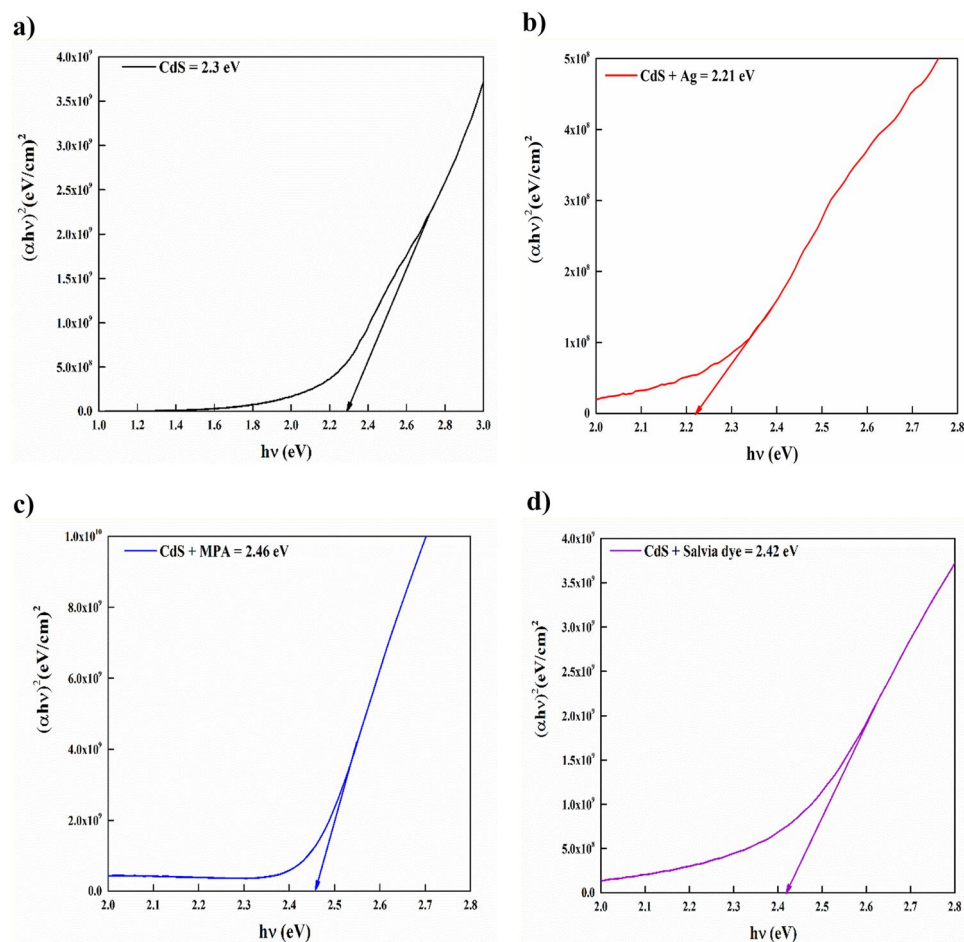 a)
CdS = 2.3 eV
(αhν)²(eV/cm)²
4.0x10⁹
3.5x10⁹
3.0x10⁹
2.5x10⁹
2.0x10⁹
1.5x10⁹
1.0x10⁹
5.0x10⁸
0.0
1.0 1.2 1.4 1.6 1.8 2.0 2.2 2.4 2.6 2.8 3.0
hν (eV)
b)
CdS + Ag = 2.21 eV
(αhν)²(eV/cm)²
5x10⁸
4x10⁸
3x10⁸
2x10⁸
1x10⁸
0
2.0 2.1 2.2 2.3 2.4 2.5 2.6 2.7 2.8
hν (eV)
c)
CdS + MPA = 2.46 eV
(αhν)²(eV/cm)²
1.0x10¹⁰
8.0x10⁹
6.0x10⁹
4.0x10⁹
2.0x10⁹
0.0
2.0 2.1 2.2 2.3 2.4 2.5 2.6 2.7 2.8
hν (eV)
d)
CdS + Salvia dye = 2.42 eV
(αhν)²(eV/cm)²
4.0x10⁹
3.5x10⁹
3.0x10⁹
2.5x10⁹
2.0x10⁹
1.5x10⁹
1.0x10⁹
5.0x10⁸
0.0
2.0 2.1 2.2 2.3 2.4 2.5 2.6 2.7 2.8
hν (eV)